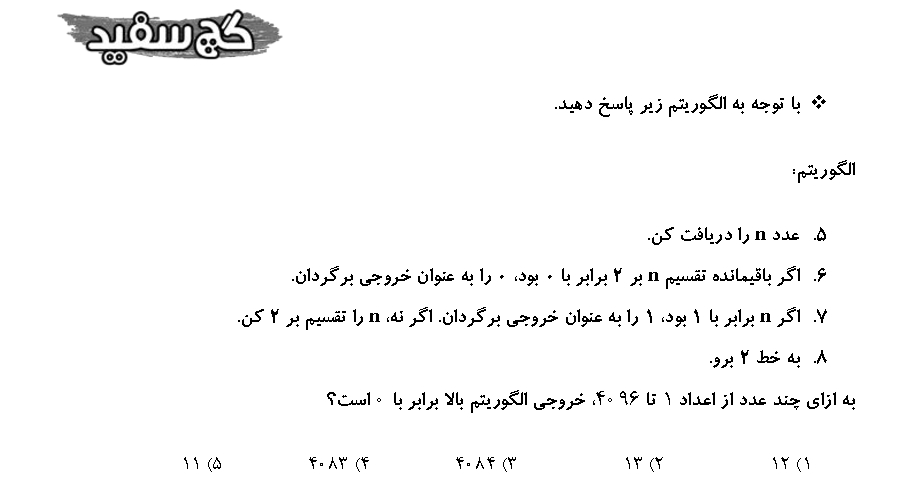 گچ سفید
❖ با توجه به الگوریتم زیر پاسخ دهید.
الگوریتم:
۵. عدد n را دریافت کن.
۶. اگر باقیمانده تقسیم n بر ۲ برابر با ۰ بود، ۰ را به عنوان خروجی برگردان.
۷. اگر n برابر با ۱ بود، ۱ را به عنوان خروجی برگردان. اگر نه، n را تقسیم بر ۲ کن.
۸. به خط ۲ برو.
به ازای چند عدد از اعداد ۱ تا ۴۰۹۶، خروجی الگوریتم بالا برابر با ۰ است؟
۱) ۱۲ ۲) ۱۳ ۳) ۴۰۸۴ ۴) ۴۰۸۳ ۵) ۱۱